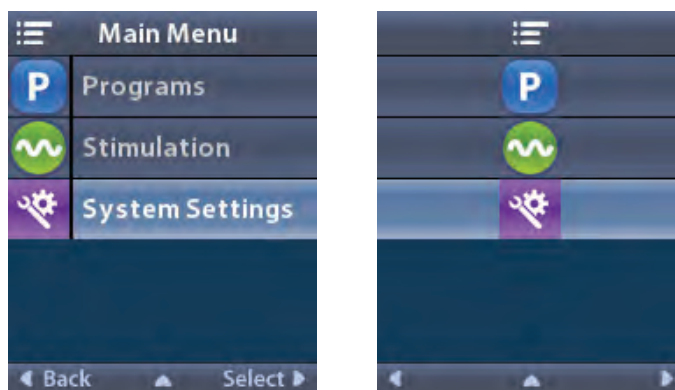 Main Menu
P Programs
Stimulation
System Settings
Back Select
P